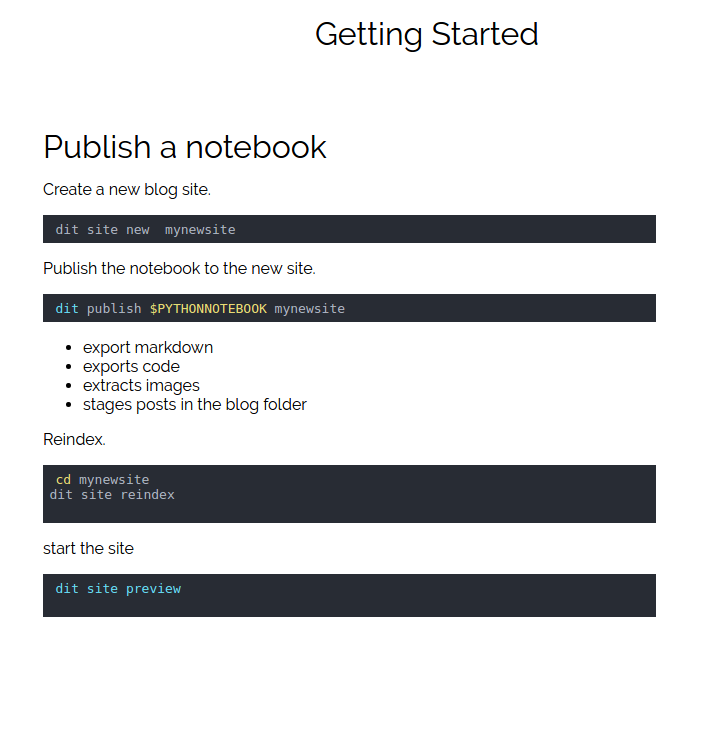 Getting Started
Publish a notebook
Create a new blog site.
dit site new  mynewsite
Publish the notebook to the new site.
dit publish $PYTHONNOTEBOOK mynewsite
export markdown
exports code
extracts images
stages posts in the blog folder
Reindex.
cd mynewsite
dit site reindex
start the site
dit site preview